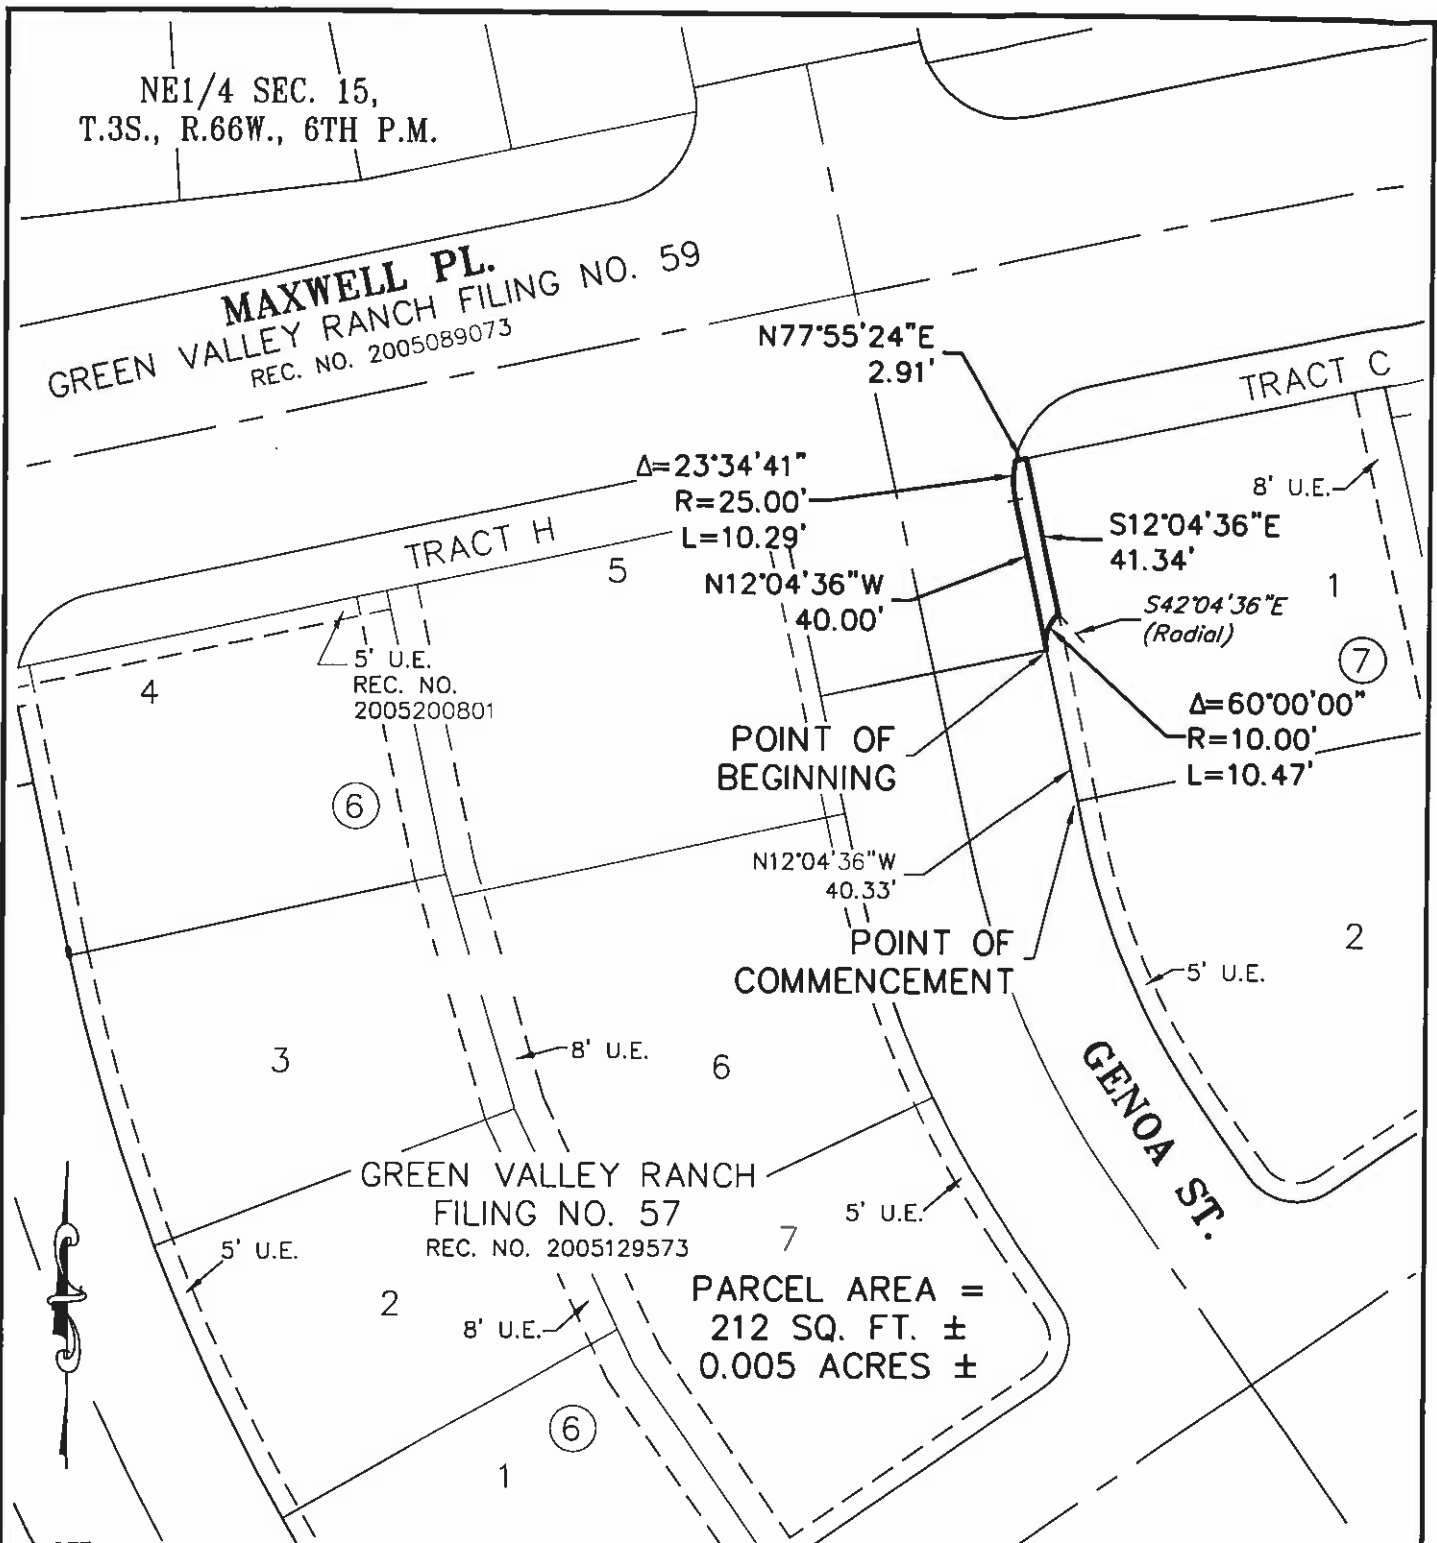 NE1/4 SEC. 15,
T.3S., R.66W., 6TH P.M.
MAXWELL PL.
GREEN VALLEY RANCH FILING NO. 59
REC. NO. 2005089073
N77°55'24"E
2.91'
TRACT C
Δ=23°34'41"
R=25.00'
L=10.29'
8' U.E.
S12°04'36"E
41.34'
TRACT H
5
N12°04'36"W
40.00'
1
S42°04'36"E
(Radial)
5' U.E.
REC. NO.
2005200801
4
7
Δ=60°00'00"
R=10.00'
L=10.47'
POINT OF
BEGINNING
6
N12°04'36"W
40.33'
POINT OF
COMMENCEMENT
2
5' U.E.
3
8' U.E.
6
GENOA ST.
GREEN VALLEY RANCH
FILING NO. 57
REC. NO. 2005129573
5' U.E.
7
5' U.E.
2
8' U.E.
PARCEL AREA =
212 SQ. FT. ±
0.005 ACRES ±
6
1